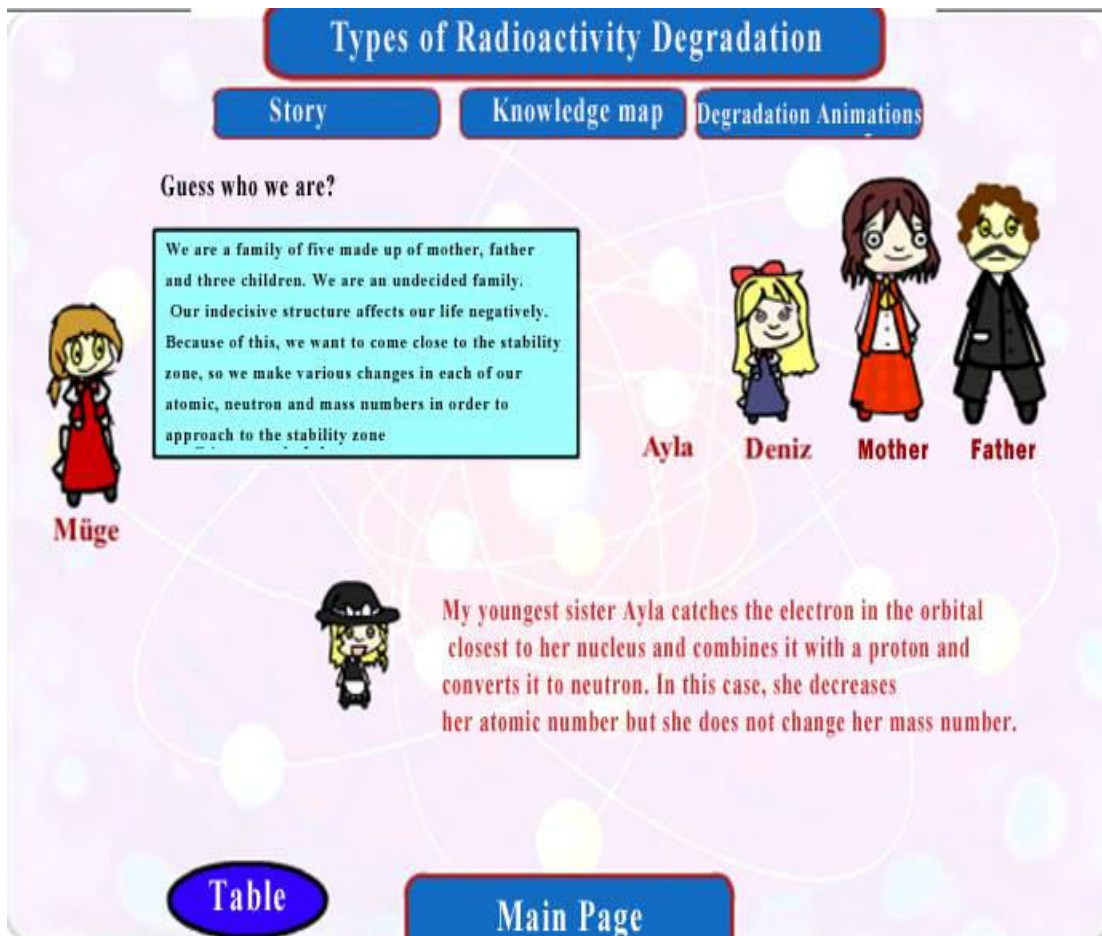 Types of Radioactivity Degradation
Story
Knowledge map
Degradation Animations
Guess who we are?
We are a family of five made up of mother, father
and three children. We are an undecided family.
Our indecisive structure affects our life negatively.
Because of this, we want to come close to the stability
zone, so we make various changes in each of our
atomic, neutron and mass numbers in order to
approach to the stability zone
Müge
Ayla
Deniz
Mother
Father
My youngest sister Ayla catches the electron in the orbital
closest to her nucleus and combines it with a proton and
converts it to neutron. In this case, she decreases
her atomic number but she does not change her mass number.
Table
Main Page